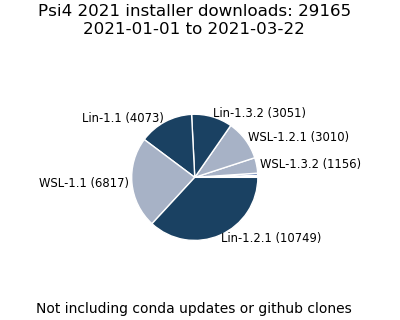 Psi4 2021 installer downloads: 29165
2021-01-01 to 2021-03-22
Lin-1.3.2 (3051)
Lin-1.1 (4073)
WSL-1.2.1 (3010)
WSL-1.3.2 (1156)
WSL-1.1 (6817)
Lin-1.2.1 (10749)
Not including conda updates or github clones